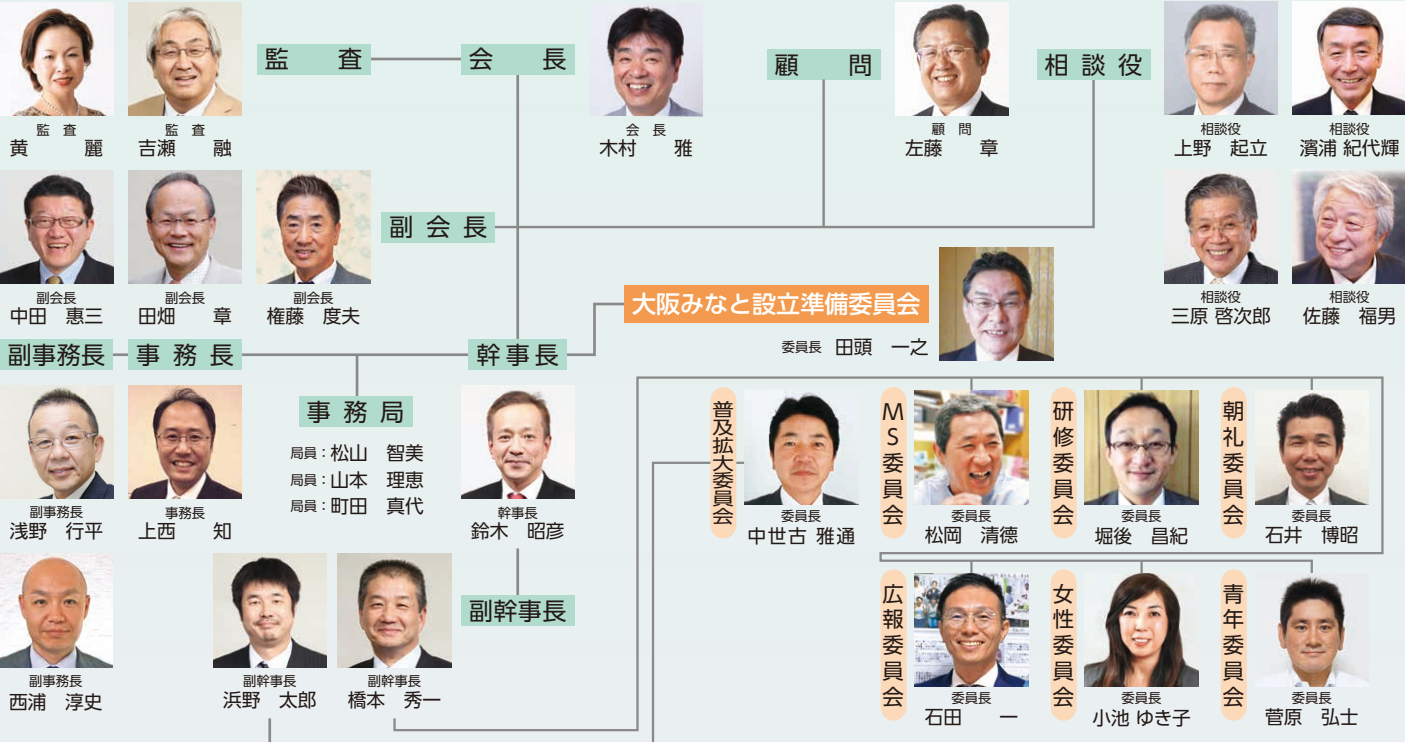 監　査
会　長
顧　問
相談役
監　査
黄　麗
監　査
吉瀬　融
会　長
木村　雅
顧　問
左藤　章
相談役
上野　起立
相談役
濱浦 紀代輝
副会長
副会長
中田　惠三
副会長
田畑　章
副会長
権藤　度夫
相談役
三原 啓次郎
相談役
佐藤　福男
大阪みなと設立準備委員会
委員長　田頭　一之
副事務長
事務長
幹事長
事務局
局員：松山　智美
局員：山本　理恵
局員：町田　真代
副事務長
浅野　行平
事務長
上西　知
幹事長
鈴木　昭彦
普及拡大委員会
委員長
中世古 雅通
MS委員会
委員長
松岡　清德
研修委員会
委員長
堀後　昌紀
朝礼委員会
委員長
石井　博昭
副幹事長
副事務長
西浦　淳史
副幹事長
浜野　太郎
副幹事長
橋本　秀一
広報委員会
委員長
石田　一
女性委員会
委員長
小池 ゆき子
青年委員会
委員長
菅原　弘士